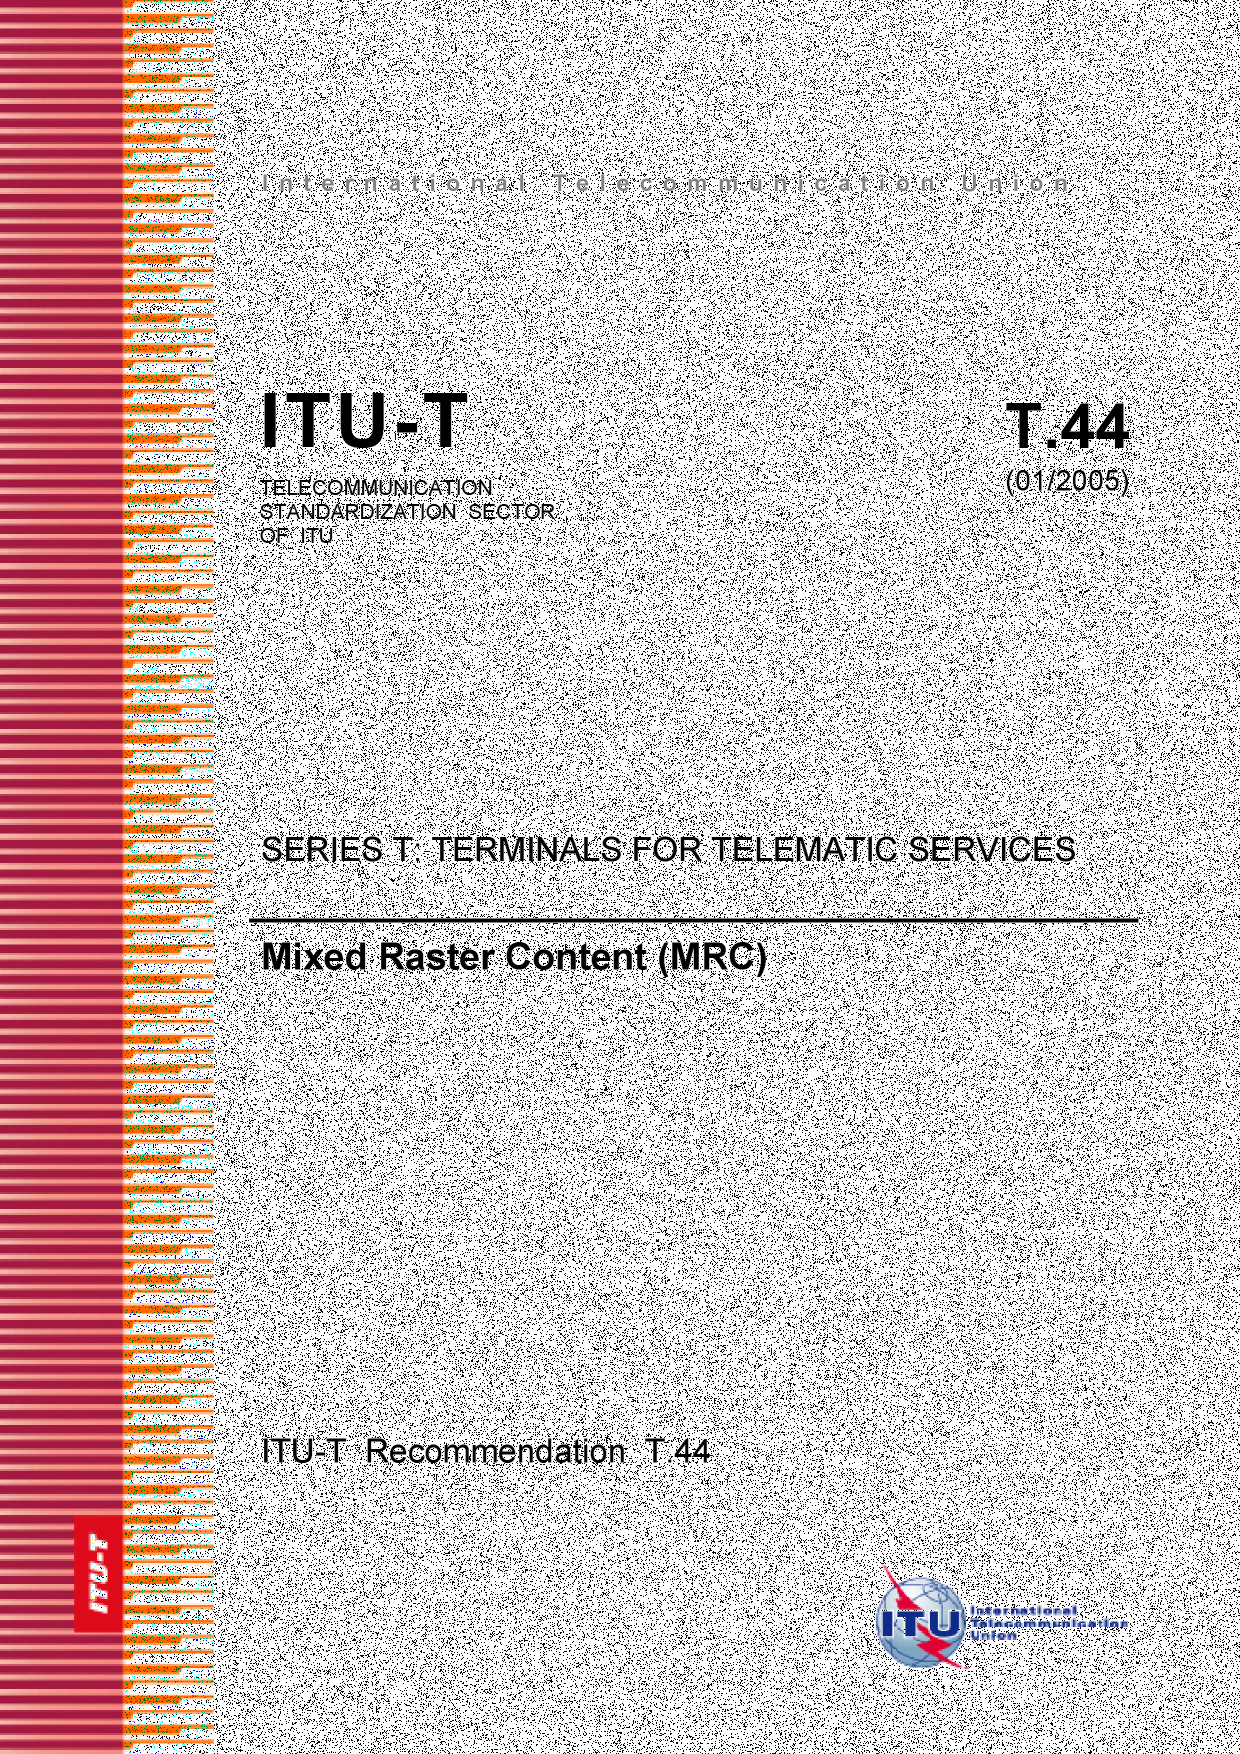 International Telecommunication Union
ITU-T
T.44
TELECOMMUNICATION
(01/2005)
STANDARDIZATION SECTOR
OF ITU
SERIES T: TERMINALS FOR TELEMATIC SERVICES
Mixed Raster Content (MRC)
ITU-T Recommendation T.44
ITU-T
ITU
International
Telecommunication
Union